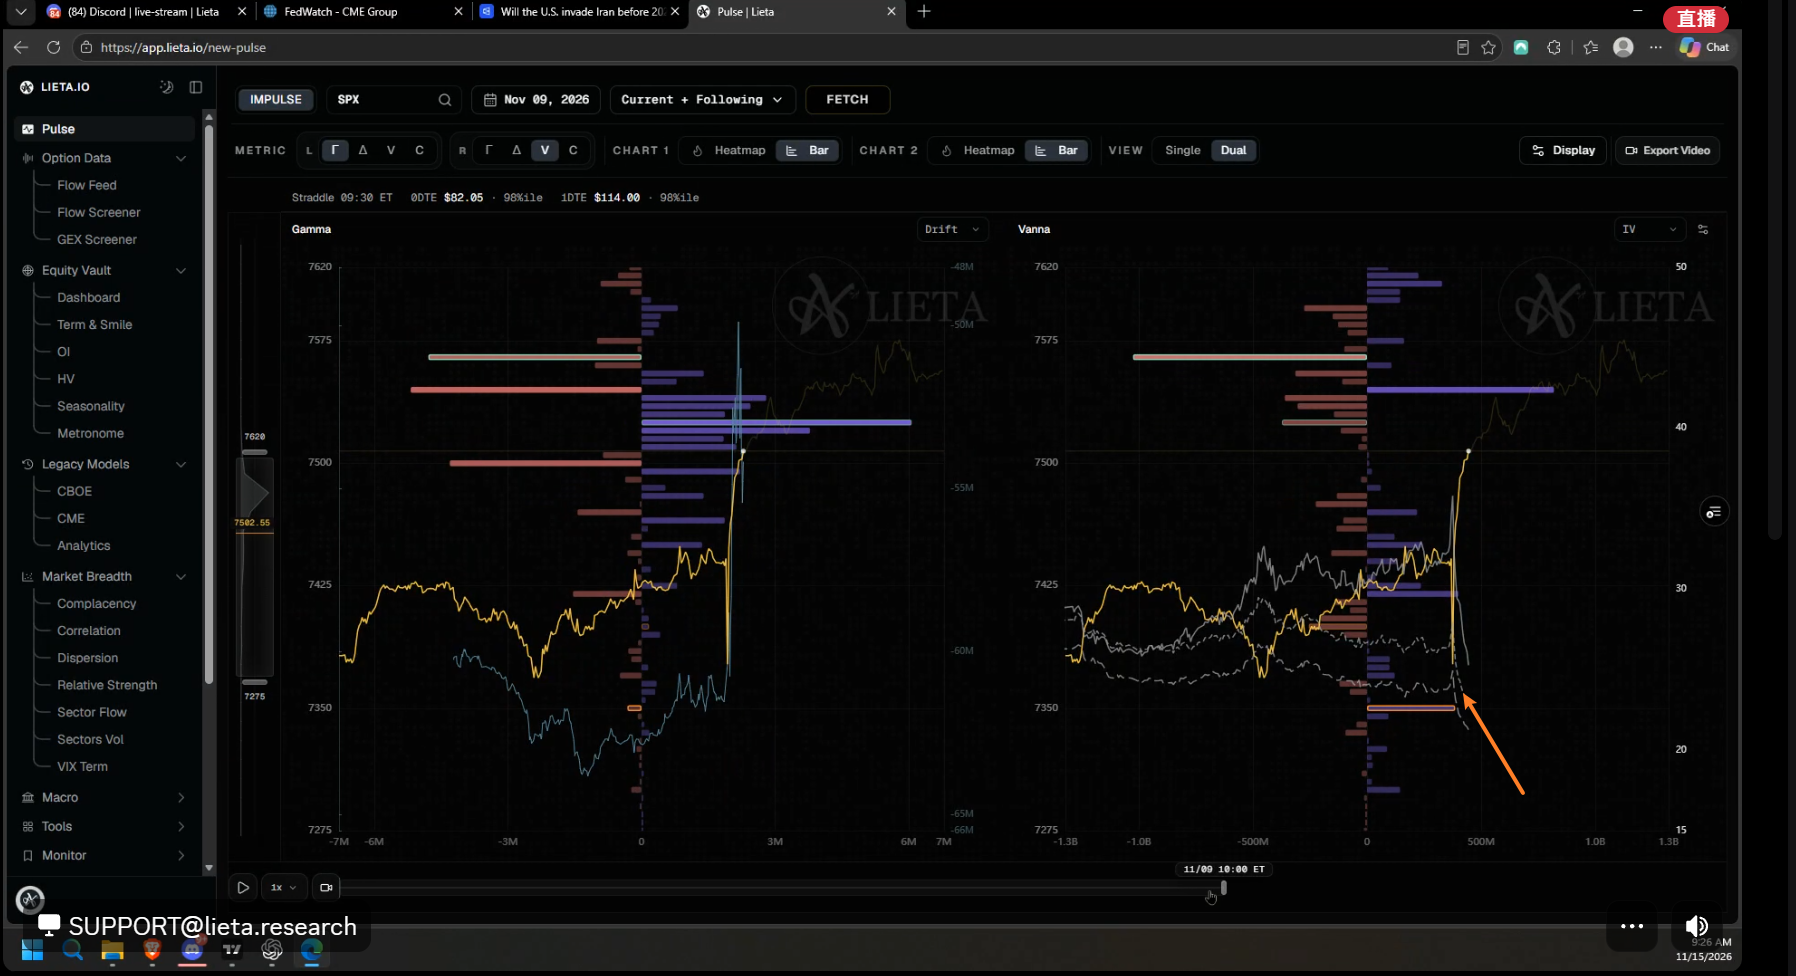 (84) Discord | live-stream | Lieta
FedWatch - CME Group
Will the U.S. invade Iran before 202
Pulse | Lieta
直播
https://app.lieta.io/new-pulse
Chat
LIETA.IO
IMPULSE
SPX
Nov 09, 2026
Current + Following
FETCH
Pulse
METRIC
L Γ Δ V C
R Γ Δ V C
CHART 1
Heatmap
Bar
CHART 2
Heatmap
Bar
VIEW
Single
Dual
Display
Export Video
Option Data
Flow Feed
Flow Screener
GEX Screener
Equity Vault
Dashboard
Term & Smile
OI
HV
Seasonality
Metronome
Legacy Models
CBOE
CME
Analytics
Market Breadth
Complacency
Correlation
Dispersion
Relative Strength
Sector Flow
Sectors Vol
VIX Term
Macro
Tools
Monitor
Straddle 09:30 ET 0DTE $82.05 · 98%ile 1DTE $114.00 · 98%ile
7620
7502.55
7275
Gamma
Drift
7620
7575
7500
7425
7350
7275
-48M
-50M
-55M
-60M
-65M
-66M
-7M -6M -3M 0 3M 6M 7M
LIETA
Vanna
IV
7620
7575
7500
7425
7350
7275
50
40
30
20
15
-1.3B -1.0B -500M 0 500M 1.0B 1.3B
LIETA
11/09 10:00 ET
1x
SUPPORT@lieta.research
9:26 AM
11/15/2026